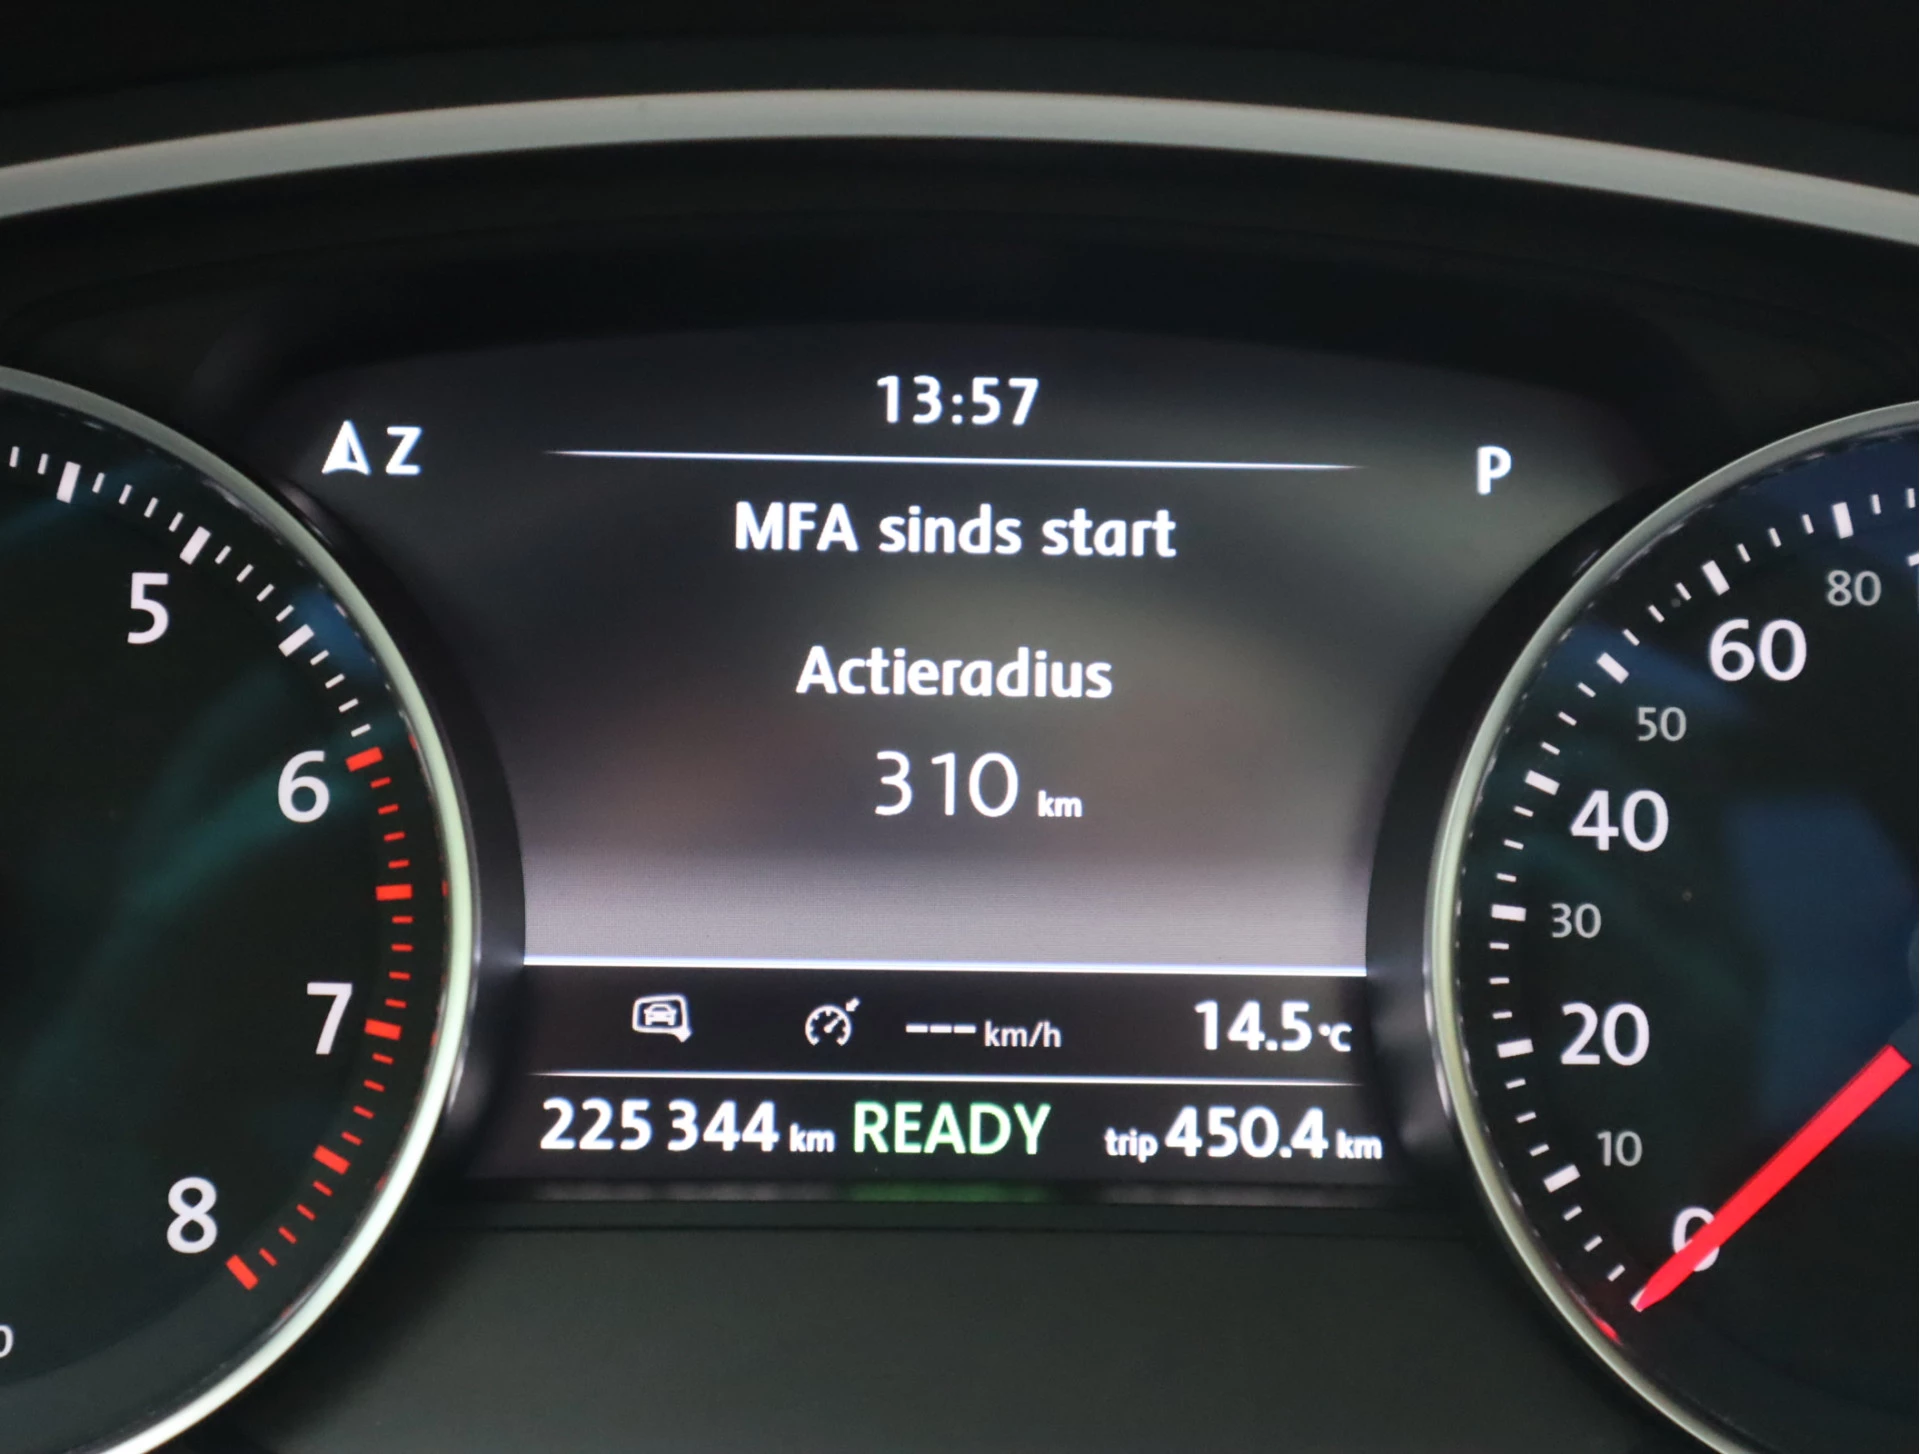 13:57
Z
P
MFA sinds start
Actieradius
310 km
--- km/h
14.5 °C
225 344 km READY trip 450.4 km
5
6
7
8
80
60
50
40
30
20
10
0